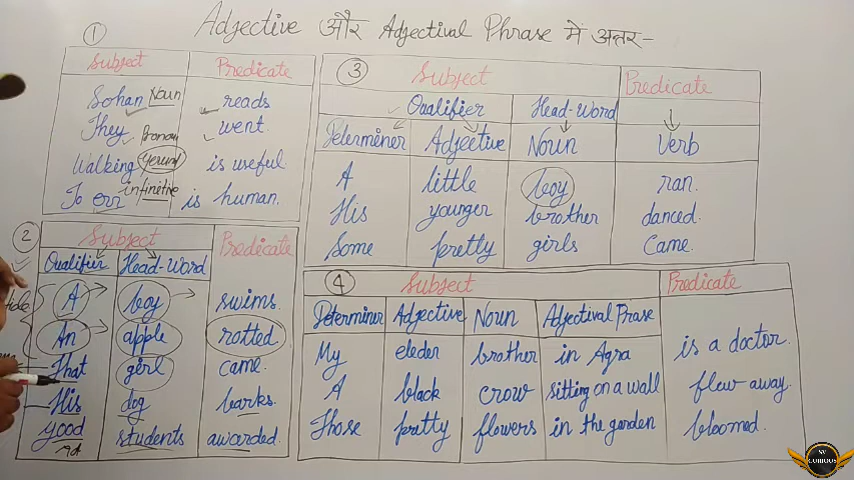 Adjective और Adjectival Phrase में अन्तर-
①
Subject Predicate
Sohan Noun reads
They Pronoun went
Walking Gerund is useful
To err infinitive is human.
②
Subject Predicate
Qualifier Head-Word
A boy swims.
An apple rotted
That girl came.
His dog barks.
Good students awarded.
③
Subject Predicate
Qualifier Head-Word
Determiner Adjective Noun Verb
A little boy ran.
His younger brother danced.
Some pretty girls Came.
④
Subject Predicate
Determiner Adjective Noun Adjectival Prase
My eleder brother in Agra is a doctor.
A black crow sitting on a wall flew away.
Those pretty flowers in the garden bloomed.
NV
CURIOUS